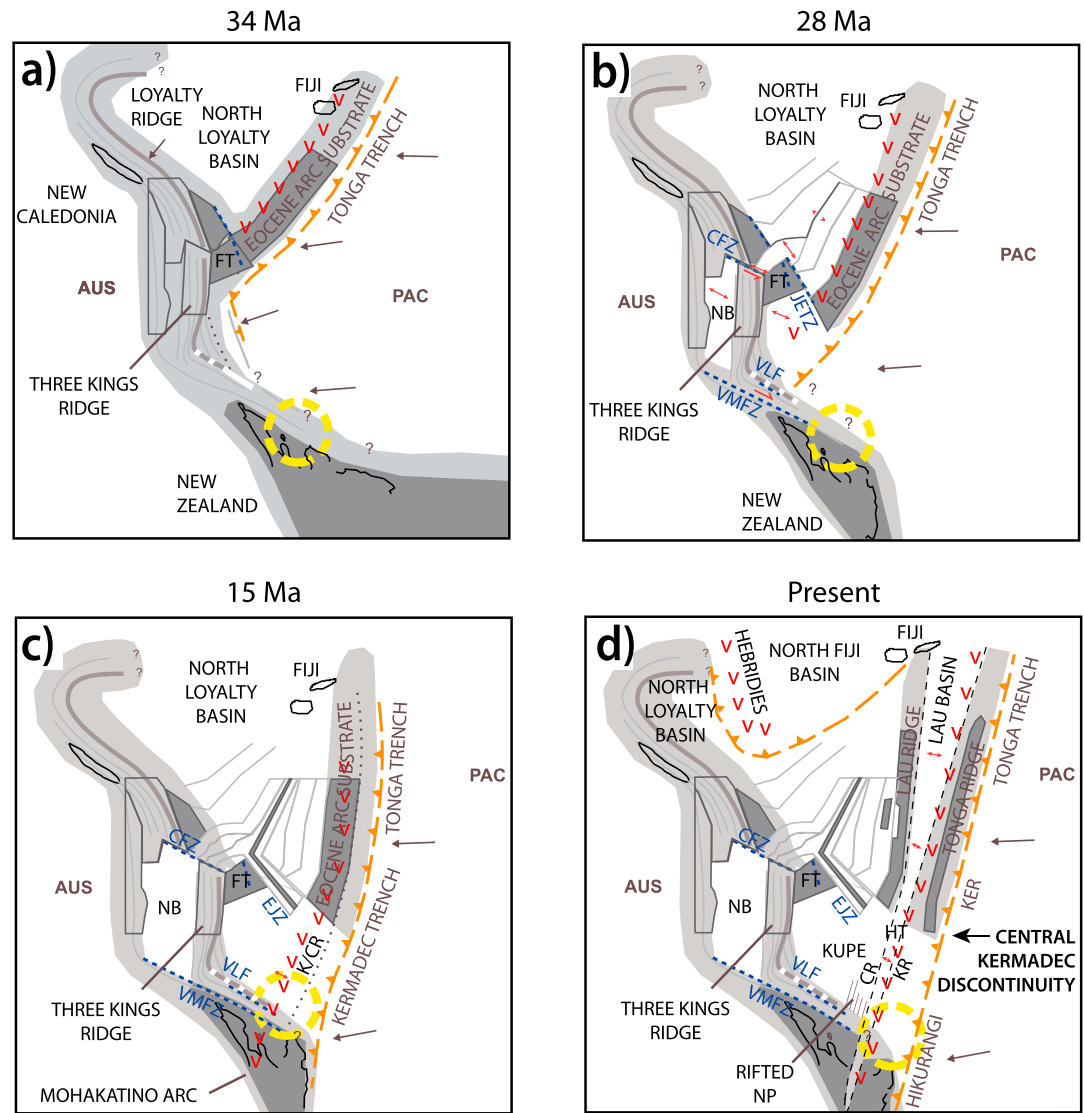 34 Ma
a)
?
?
LOYALTY
RIDGE
NORTH
LOYALTY
BASIN
FIJI
V V V V V V V V
EOCENE ARC SUBSTRATE
TONGA TRENCH
NEW
CALEDONIA
FT
AUS
PAC
THREE KINGS
RIDGE
?
?
?
NEW
ZEALAND
28 Ma
b)
?
?
NORTH
LOYALTY
BASIN
FIJI
EOCENE ARC SUBSTRATE
TONGA TRENCH
CFZ
FT
JETZ
PAC
AUS
NB
V
VLF
VMFZ
?
?
THREE KINGS
RIDGE
NEW
ZEALAND
15 Ma
c)
?
?
NORTH
LOYALTY
BASIN
FIJI
EOCENE ARC SUBSTRATE
TONGA TRENCH
PAC
CFZ
FT
EJZ
AUS
NB
K/CR
KERMADEC TRENCH
VLF
VMFZ
?
THREE KINGS
RIDGE
MOHAKATINO ARC
Present
d)
?
?
HEBRIDIES
NORTH FIJI
BASIN
FIJI
NORTH
LOYALTY
BASIN
LAU RIDGE
LAU BASIN
TONGA RIDGE
TONGA TRENCH
PAC
CFZ
FT
EJZ
AUS
NB
KER
HT
KUPE
CR
KR
CENTRAL
KERMADEC
DISCONTINUITY
VLF
VMFZ
?
THREE KINGS
RIDGE
RIFTED
NP
HIKURANGI